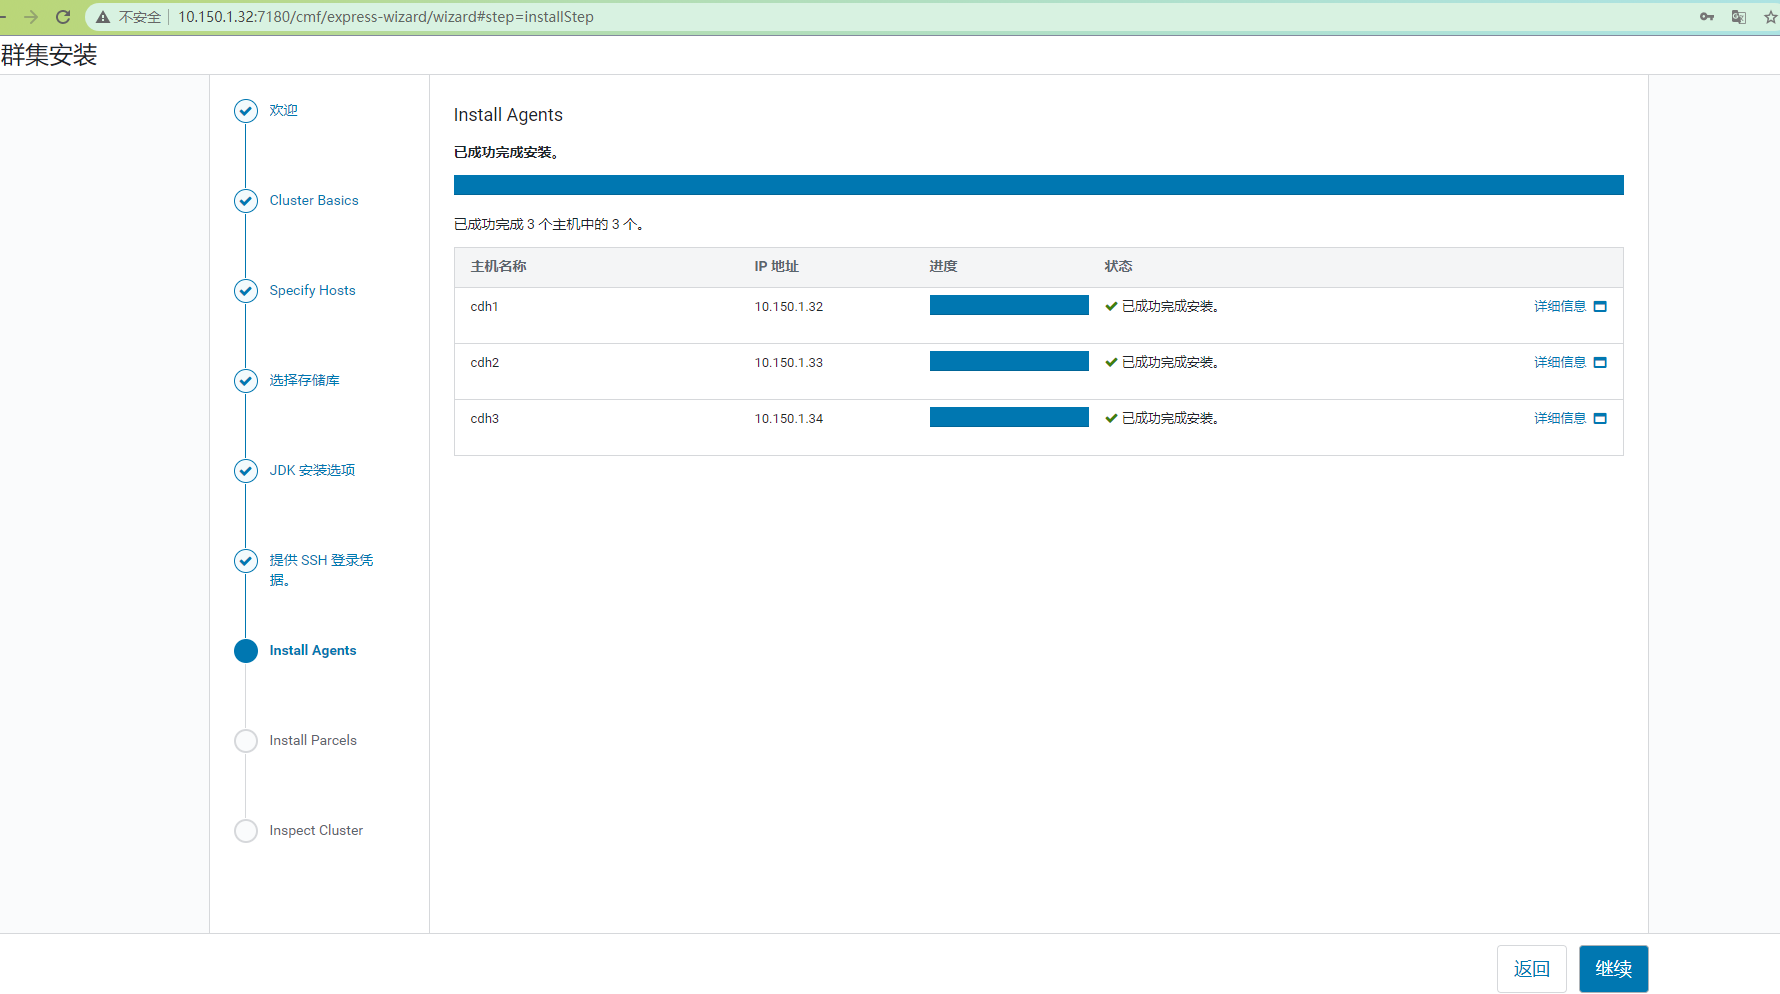 不安全 10.150.1.32:7180/cmf/express-wizard/wizard#step=installStep
群集安装
欢迎
Cluster Basics
Specify Hosts
选择存储库
JDK 安装选项
提供 SSH 登录凭
据。
Install Agents
Install Parcels
Inspect Cluster
Install Agents
已成功完成安装。
已成功完成 3 个主机中的 3 个。
主机名称 IP 地址 进度 状态
cdh1 10.150.1.32 已成功完成安装。 详细信息
cdh2 10.150.1.33 已成功完成安装。 详细信息
cdh3 10.150.1.34 已成功完成安装。 详细信息
返回 继续